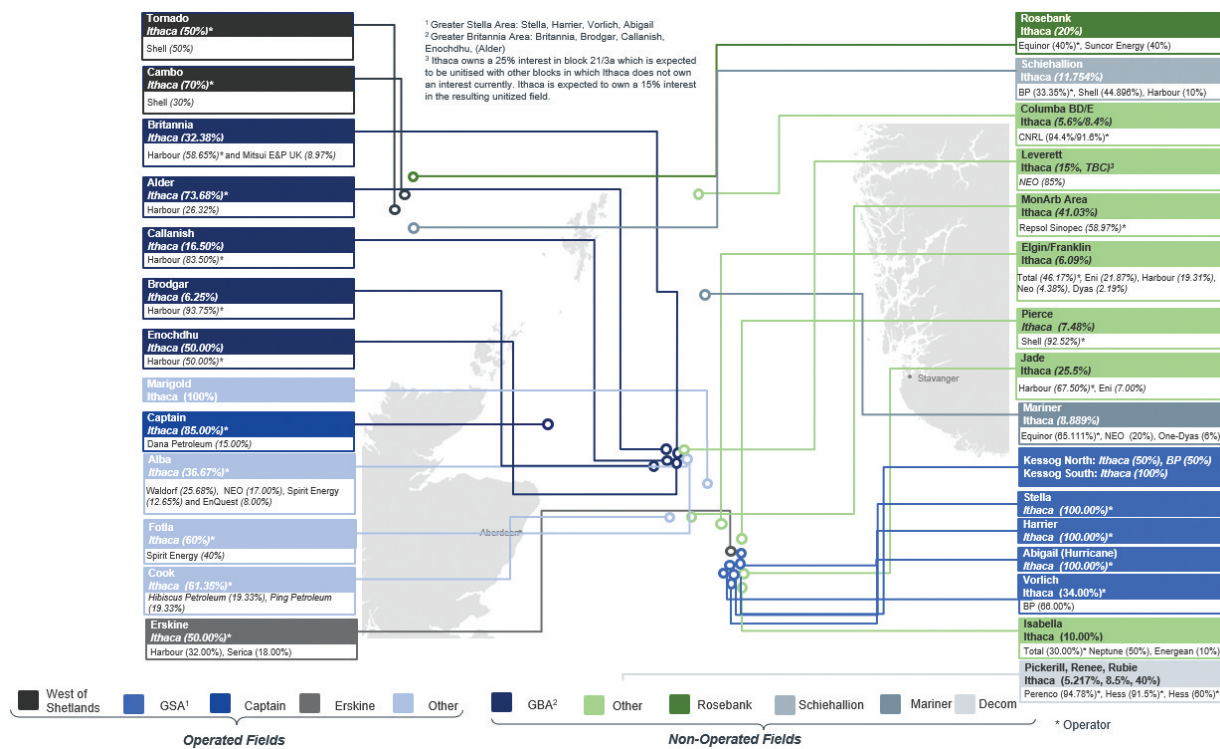 Tornado
Ithaca (50%)*
Shell (50%)
Cambo
Ithaca (70%)*
Shell (30%)
Britannia
Ithaca (32.38%)
Harbour (58.65%)* and Mitsui E&P UK (8.97%)
Alder
Ithaca (73.68%)*
Harbour (26.32%)
Callanish
Ithaca (16.50%)
Harbour (83.50%)*
Brodgar
Ithaca (6.25%)
Harbour (93.75%)*
Enochdhu
Ithaca (50.00%)
Harbour (50.00%)*
Marigold
Ithaca (100%)
Captain
Ithaca (85.00%)*
Dana Petroleum (15.00%)
Alba
Ithaca (36.67%)*
Waldorf (25.68%), NEO (17.00%), Spirit Energy
(12.65%) and EnQuest (8.00%)
Fotla
Ithaca (60%)*
Spirit Energy (40%)
Cook
Ithaca (61.35%)*
Hibiscus Petroleum (19.33%), Ping Petroleum
(19.33%)
Erskine
Ithaca (50.00%)*
Harbour (32.00%), Serica (18.00%)
¹ Greater Stella Area: Stella, Harrier, Vorlich, Abigail
² Greater Britannia Area: Britannia, Brodgar, Callanish,
Enochdhu, (Alder)
³ Ithaca owns a 25% interest in block 21/3a which is expected
to be unitised with other blocks in which Ithaca does not own
an interest currently. Ithaca is expected to own a 15% interest
in the resulting unitized field.
Aberdeen
Stavanger
Rosebank
Ithaca (20%)
Equinor (40%)*, Suncor Energy (40%)
Schiehallion
Ithaca (11.754%)
BP (33.35%)*, Shell (44.896%), Harbour (10%)
Columba BD/E
Ithaca (5.6%/8.4%)
CNRL (94.4%/91.6%)*
Leverett
Ithaca (15%, TBC)³
NEO (85%)
MonArb Area
Ithaca (41.03%)
Repsol Sinopec (58.97%)*
Elgin/Franklin
Ithaca (6.09%)
Total (46.17%)*, Eni (21.87%), Harbour (19.31%),
Neo (4.38%), Dyas (2.19%)
Pierce
Ithaca (7.48%)
Shell (92.52%)*
Jade
Ithaca (25.5%)
Harbour (67.50%)*, Eni (7.00%)
Mariner
Ithaca (8.889%)
Equinor (65.111%)*, NEO (20%), One-Dyas (6%)
Kessog North: Ithaca (50%), BP (50%)
Kessog South: Ithaca (100%)
Stella
Ithaca (100.00%)*
Harrier
Ithaca (100.00%)*
Abigail (Hurricane)
Ithaca (100.00%)*
Vorlich
Ithaca (34.00%)*
BP (66.00%)
Isabella
Ithaca (10.00%)
Total (30.00%)* Neptune (50%), Energean (10%)
Pickerill, Renee, Rubie
Ithaca (5.217%, 8.5%, 40%)
Perenco (94.78%)*, Hess (91.5%)*, Hess (60%)*
West of
Shetlands
GSA¹
Captain
Erskine
Other
GBA²
Other
Rosebank
Schiehallion
Mariner
Decom
Operated Fields
Non-Operated Fields
* Operator